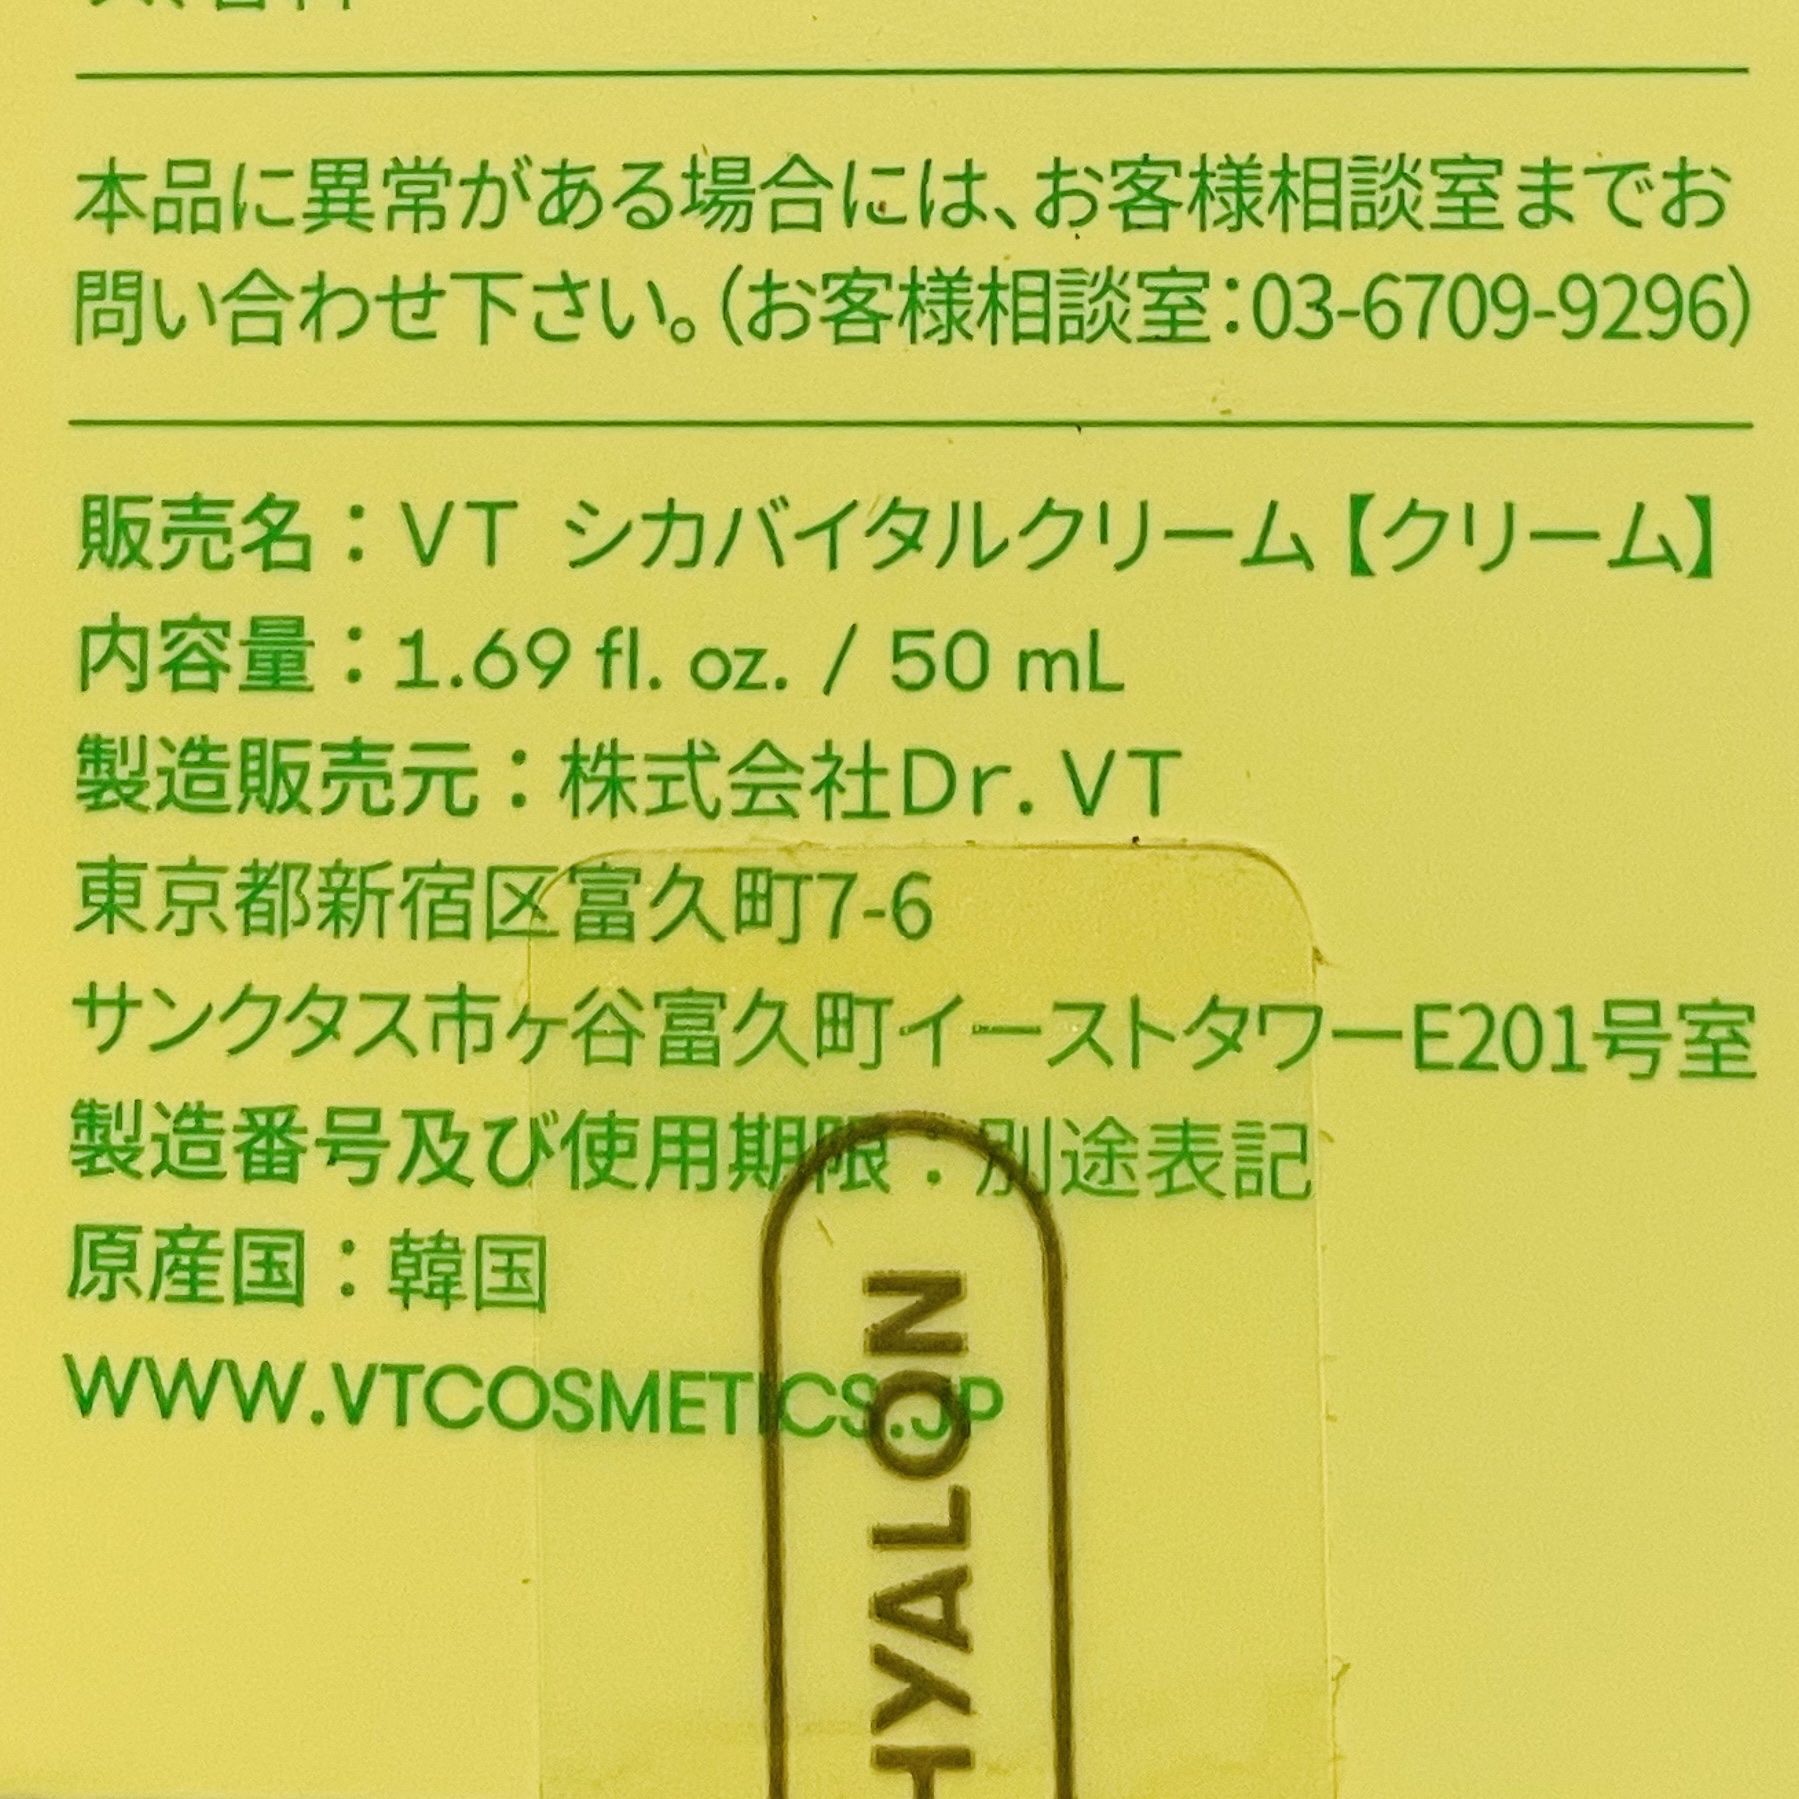 本品に異常がある場合には、お客様相談室までお
問い合わせ下さい。（お客様相談室：03-6709-9296）
販売名：VT シカバイタルクリーム【クリーム】
内容量：1.69 fl. oz. / 50 mL
製造販売元：株式会社Dr. VT
東京都新宿区富久町7-6
サンクタス市ヶ谷富久町イーストタワーE201号室
製造番号及び使用期限：別途表記
原産国：韓国
WWW.VTCOSMETICS.JP
HYALON